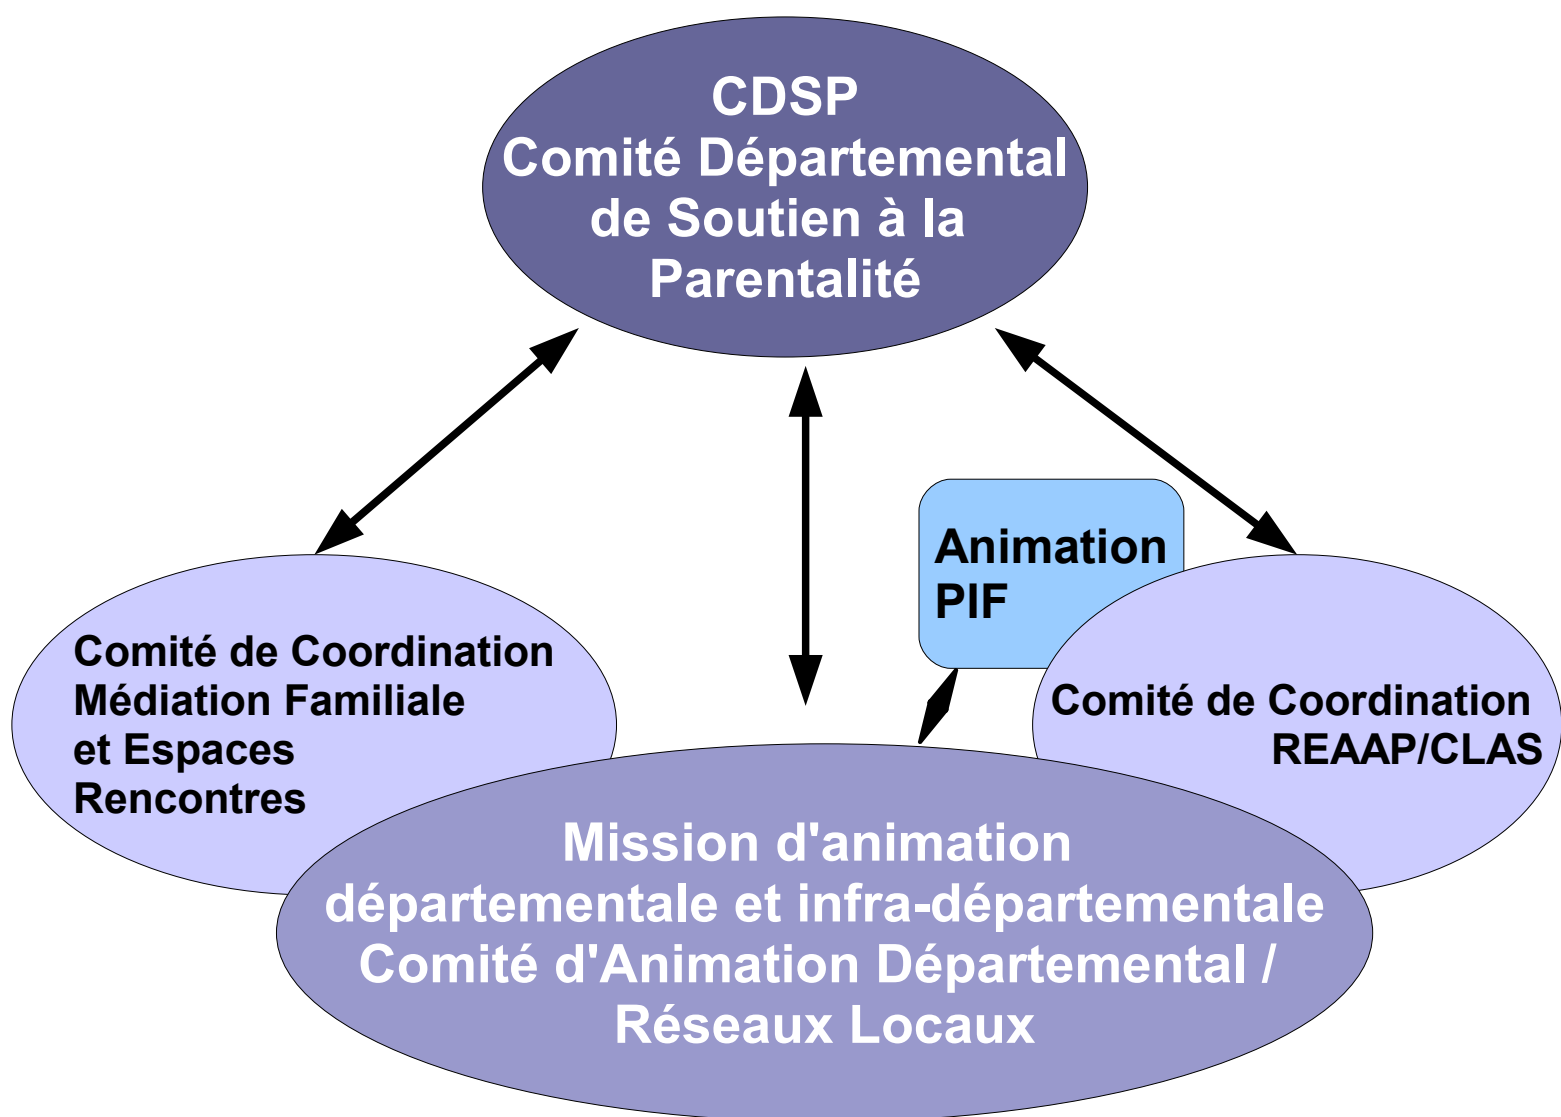 CDSP
Comité Départemental
de Soutien à la
Parentalité
Animation
PIF
Comité de Coordination
Médiation Familiale
et Espaces
Rencontres
Comité de Coordination
REAAP/CLAS
Mission d'animation
départementale et infra-départementale
Comité d'Animation Départemental /
Réseaux Locaux